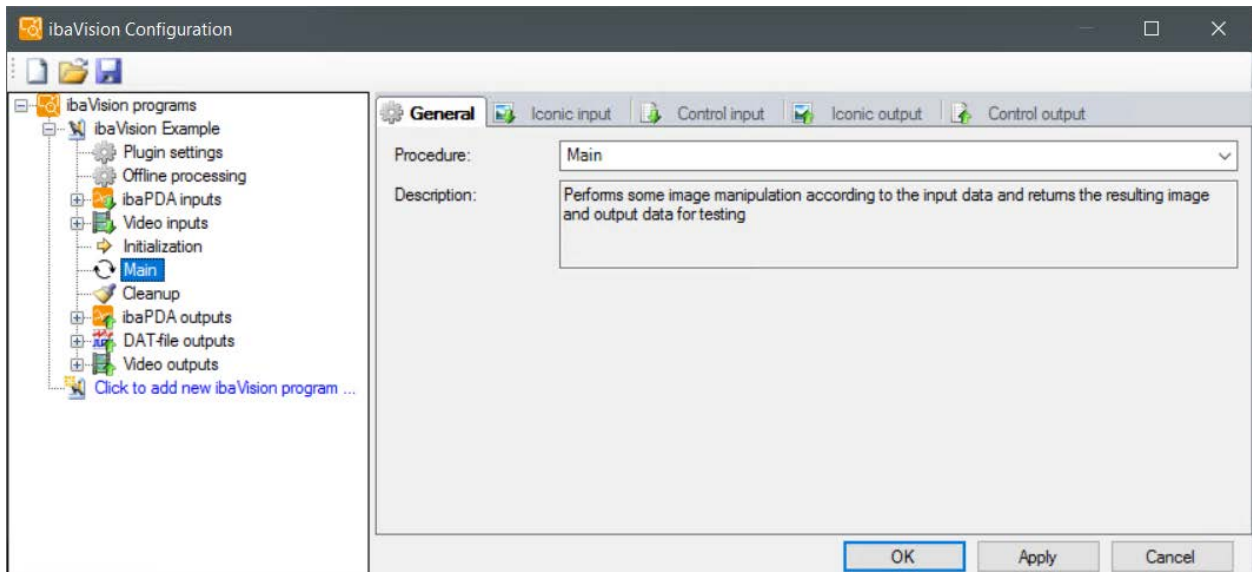 ibaVision Configuration
ibaVision programs
ibaVision Example
Plugin settings
Offline processing
ibaPDA inputs
Video inputs
Initialization
Main
Cleanup
ibaPDA outputs
DAT-file outputs
Video outputs
Click to add new ibaVision program ...
General Iconic input Control input Iconic output Control output
Procedure: Main
Description: Performs some image manipulation according to the input data and returns the resulting image
and output data for testing
OK Apply Cancel